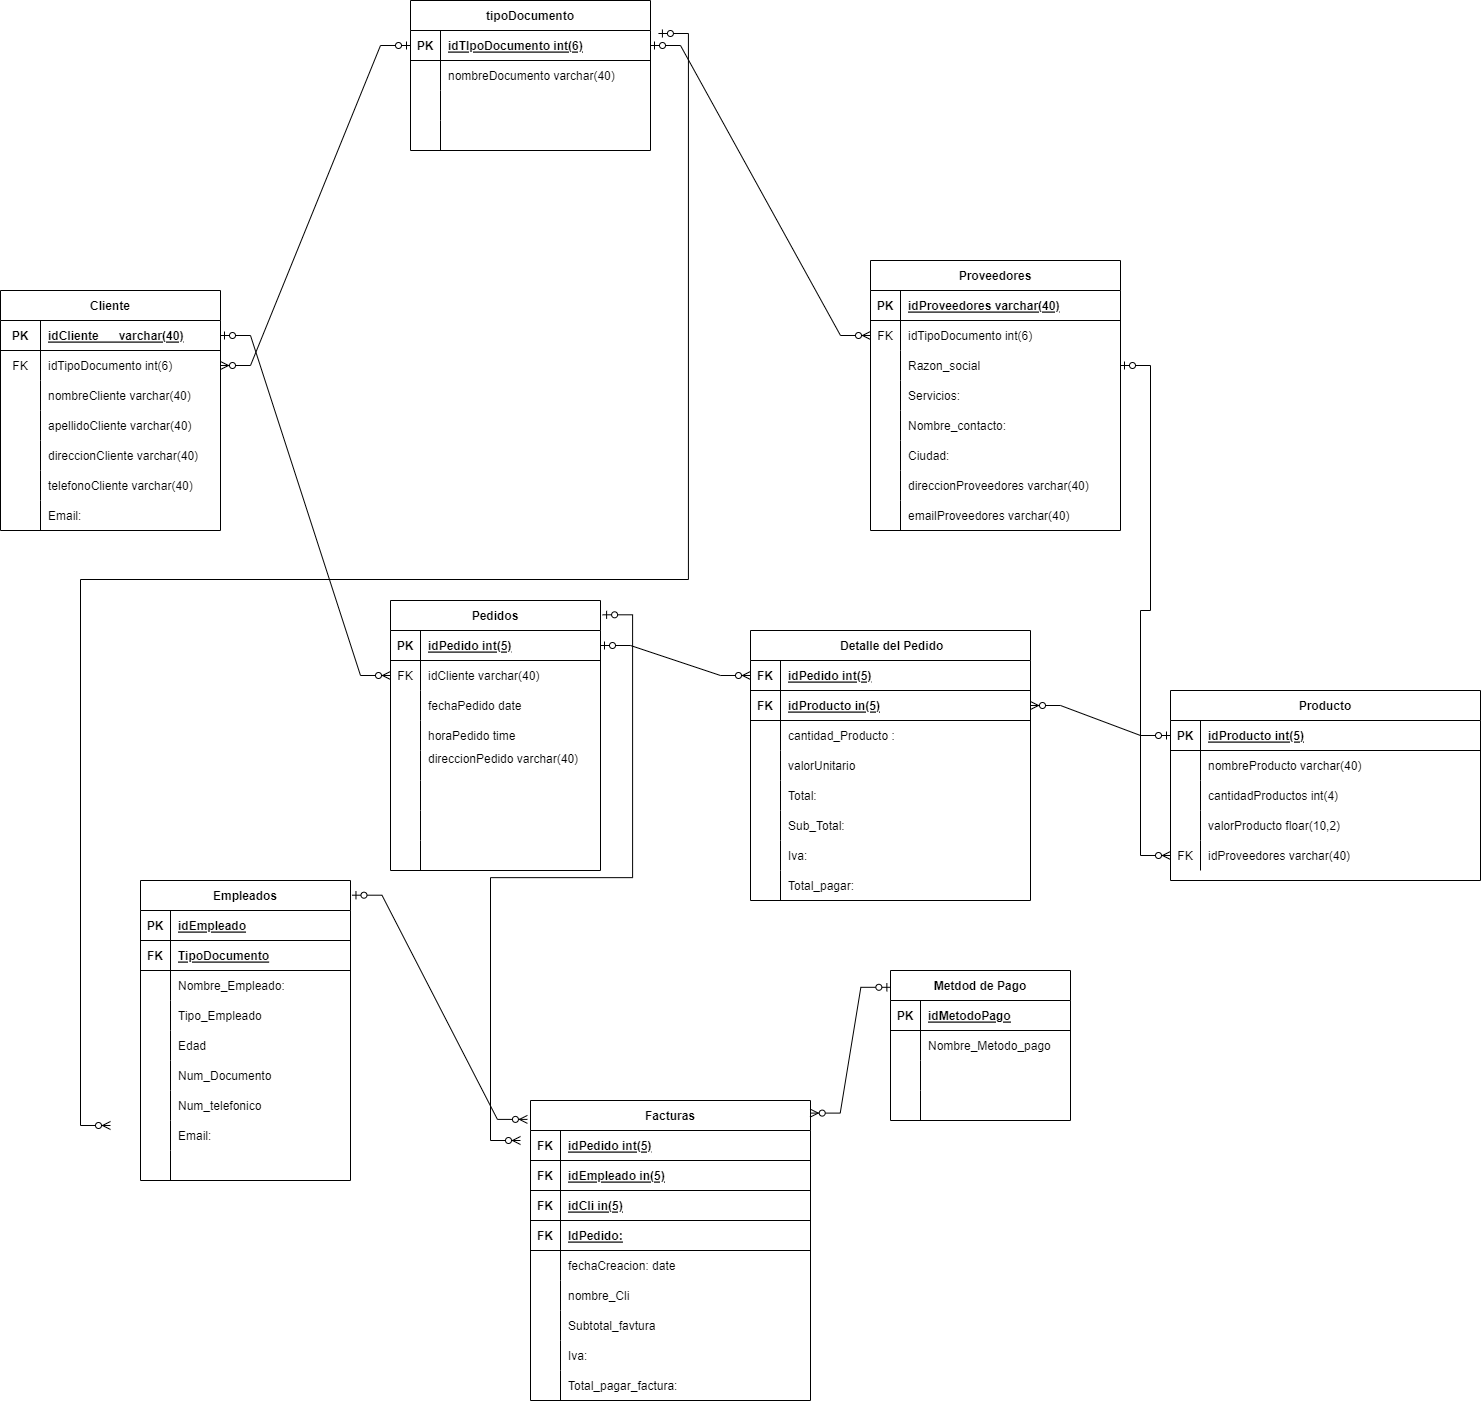 tipoDocumento
PK idTIpoDocumento int(6)
nombreDocumento varchar(40)
Proveedores
PK idProveedores varchar(40)
FK idTipoDocumento int(6)
Razon_social
Servicios:
Nombre_contacto:
Ciudad:
direccionProveedores varchar(40)
emailProveedores varchar(40)
Cliente
PK idCliente varchar(40)
FK idTipoDocumento int(6)
nombreCliente varchar(40)
apellidoCliente varchar(40)
direccionCliente varchar(40)
telefonoCliente varchar(40)
Email:
Pedidos
PK idPedido int(5)
FK idCliente varchar(40)
fechaPedido date
horaPedido time
direccionPedido varchar(40)
Detalle del Pedido
FK idPedido int(5)
FK idProducto in(5)
cantidad_Producto :
valorUnitario
Total:
Sub_Total:
Iva:
Total_pagar:
Producto
PK idProducto int(5)
nombreProducto varchar(40)
cantidadProductos int(4)
valorProducto floar(10,2)
FK idProveedores varchar(40)
Empleados
PK idEmpleado
FK TipoDocumento
Nombre_Empleado:
Tipo_Empleado
Edad
Num_Documento
Num_telefonico
Email:
Metdod de Pago
PK idMetodoPago
Nombre_Metodo_pago
Facturas
FK idPedido int(5)
FK idEmpleado in(5)
FK idCli in(5)
FK IdPedido:
fechaCreacion: date
nombre_Cli
Subtotal_favtura
Iva:
Total_pagar_factura: